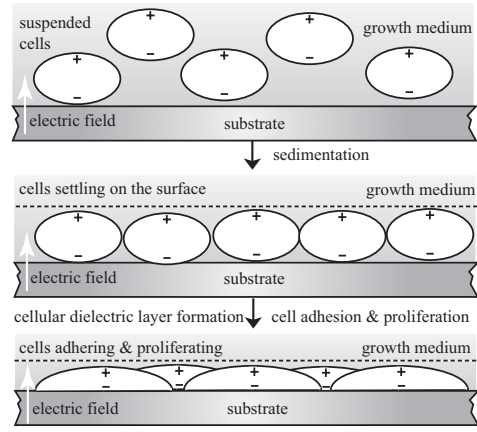 suspended
cells
growth medium
+ + + + +
- - - - -
electric field
substrate
sedimentation
cells settling on the surface
growth medium
+ + + + +
- - - - -
electric field
substrate
cellular dielectric layer formation
cell adhesion & proliferation
cells adhering & proliferating
growth medium
+ + + + +
- - - - -
electric field
substrate